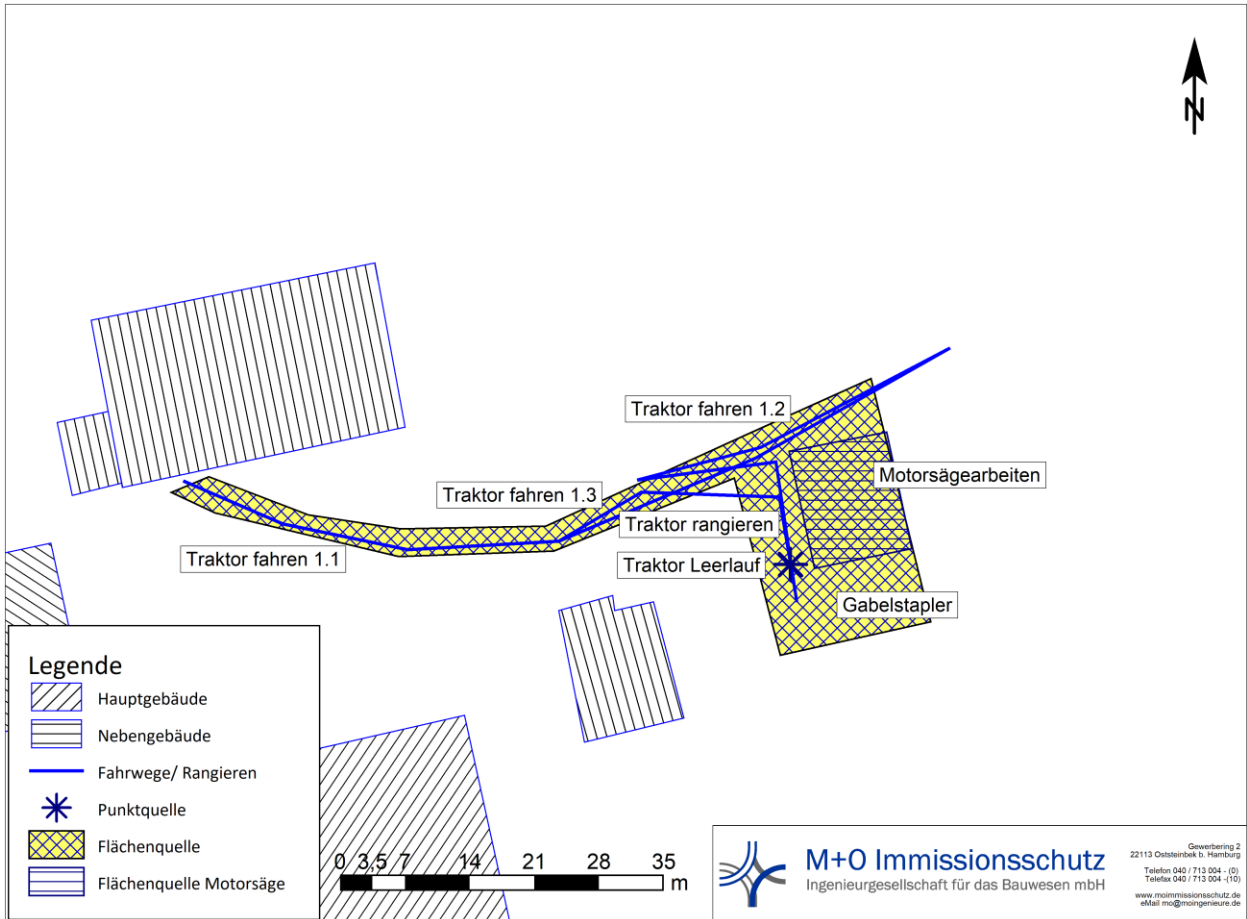 N
Traktor fahren 1.2
Motorsägearbeiten
Traktor fahren 1.3
Traktor rangieren
Traktor fahren 1.1
Traktor Leerlauf
Gabelstapler
Legende
Hauptgebäude
Nebengebäude
Fahrwege/ Rangieren
Punktquelle
Flächenquelle
Flächenquelle Motorsäge
0 3,5 7 14 21 28 35
m
M+O Immissionsschutz
Ingenieurgesellschaft für das Bauwesen mbH
Gewerbering 2
22113 Oststeinbek b. Hamburg
Telefon 040 / 713 004 - (0)
Telefax 040 / 713 004 -(10)
www.moimmissionsschutz.de
eMail mo@moingenieure.de